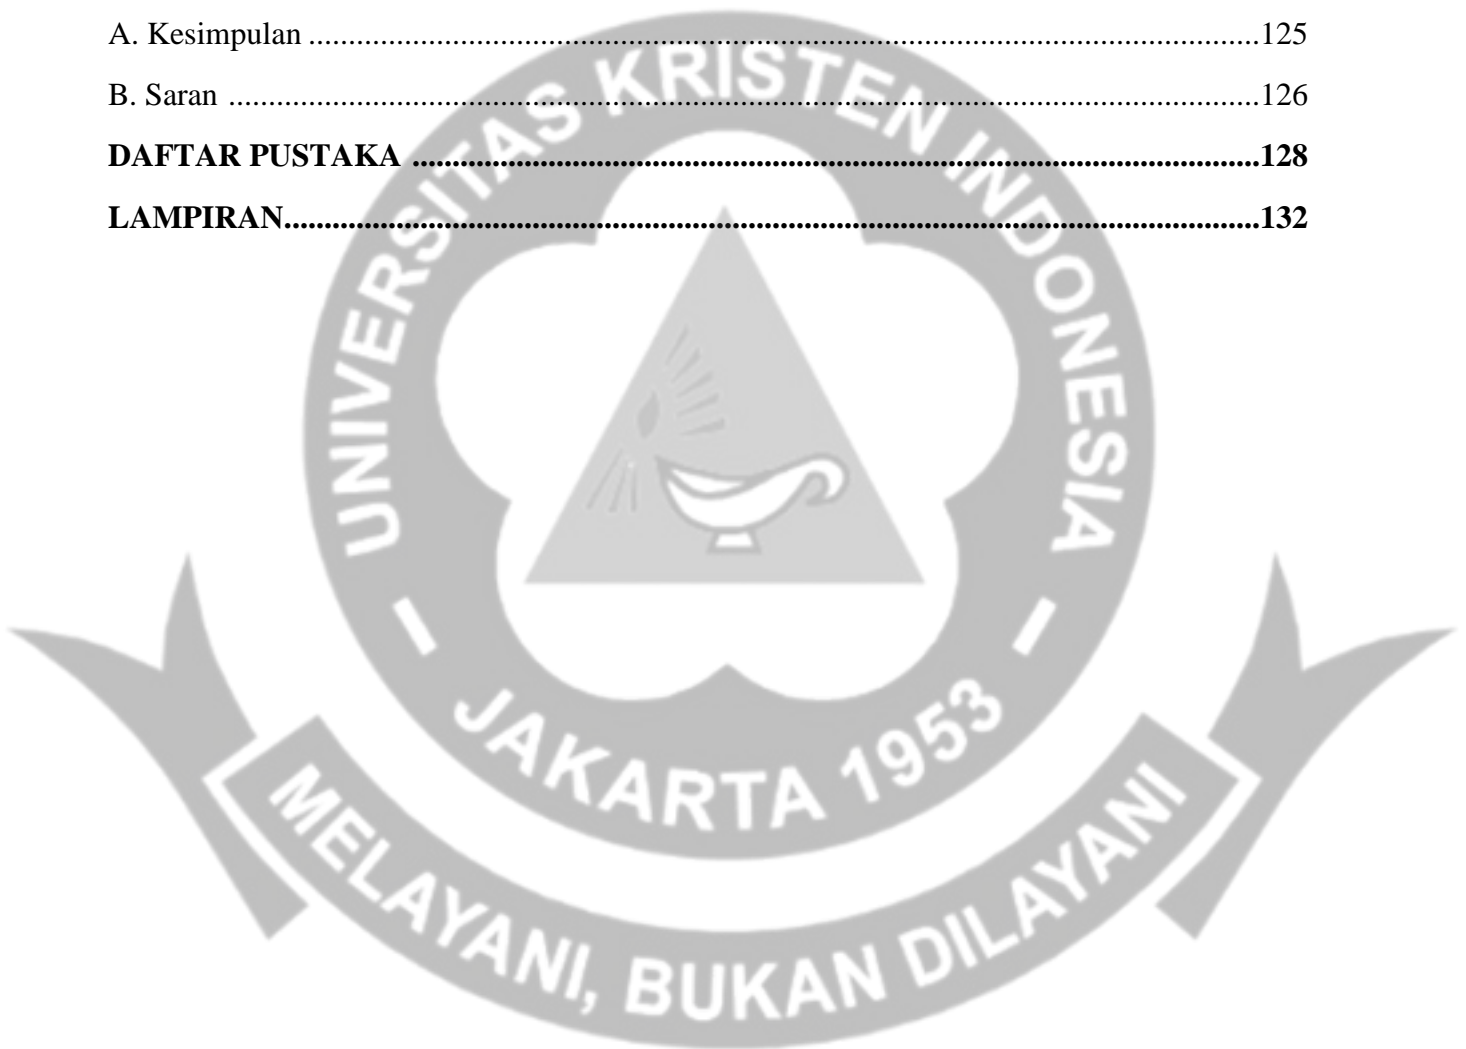 A. Kesimpulan ........................................................................................................................125
B. Saran ..................................................................................................................................126
DAFTAR PUSTAKA ..........................................................................................................128
LAMPIRAN..........................................................................................................................132
UNIVERSITAS KRISTEN INDONESIA
JAKARTA 1953
MELAYANI, BUKAN DILAYANI